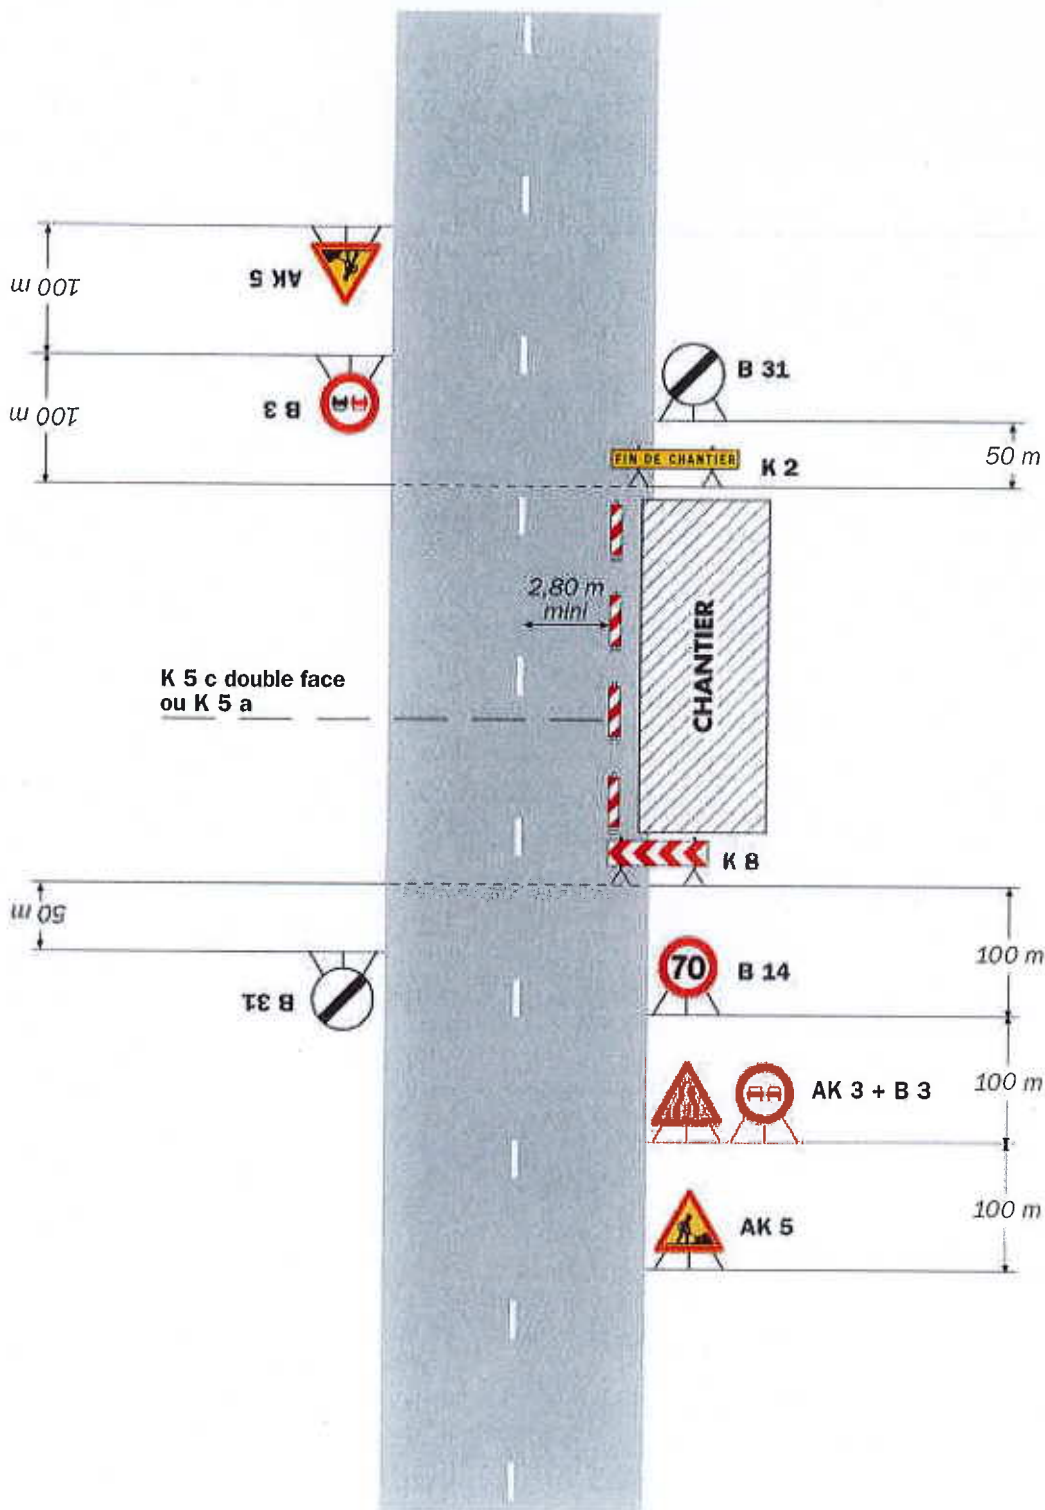 100 m
AK 5
100 m
B 3
B 31
50 m
FIN DE CHANTIER
K 2
2,80 m
mini
CHANTIER
K 5 c double face
ou K 5 a
K 8
50 m
B 31
70
B 14
100 m
AK 3 + B 3
100 m
AK 5
100 m